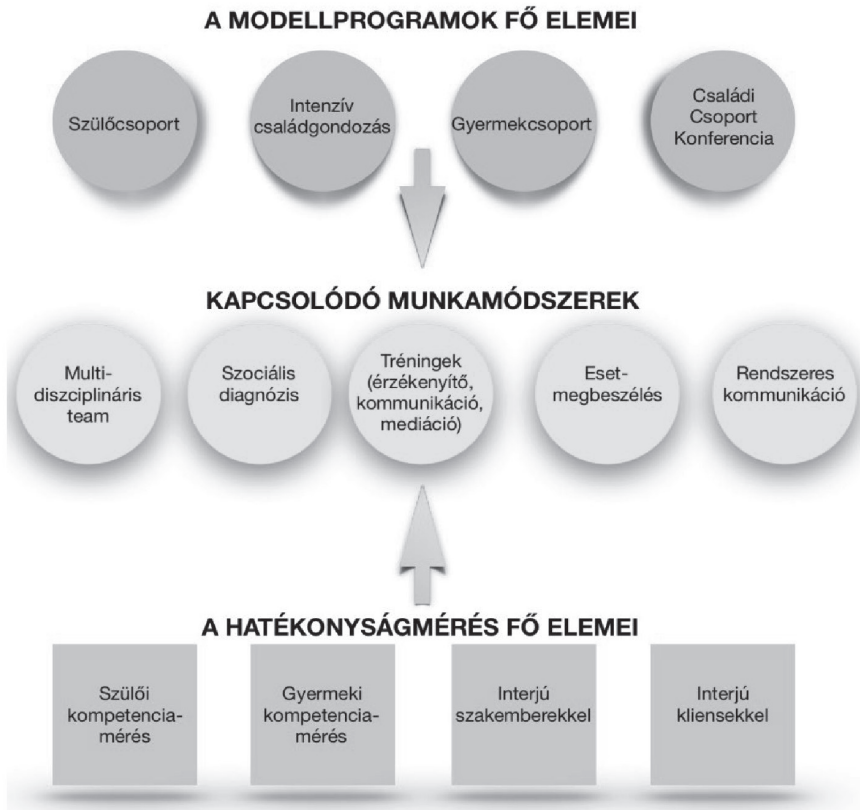 A MODELLPROGRAMOK FŐ ELEMEI
Szülőcsoport
Intenzív
családgondozás
Gyermekcsoport
Családi
Csoport
Konferencia
KAPCSOLÓDÓ MUNKAMÓDSZEREK
Multi-
diszciplináris
team
Szociális
diagnózis
Tréningek
(érzékenyítő,
kommunikáció,
mediáció)
Eset-
megbeszélés
Rendszeres
kommunikáció
A HATÉKONYSÁGMÉRÉS FŐ ELEMEI
Szülői
kompetencia-
mérés
Gyermeki
kompetencia-
mérés
Interjú
szakemberekkel
Interjú
kliensekkel